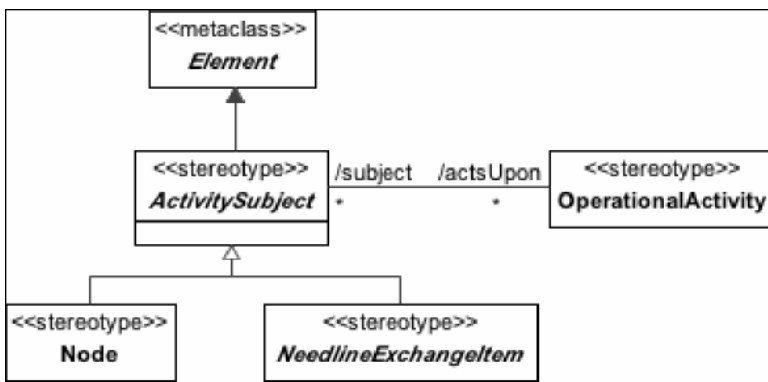 <<metaclass>>
Element
<<stereotype>>
ActivitySubject
/subject
/actsUpon
*
*
<<stereotype>>
OperationalActivity
<<stereotype>>
Node
<<stereotype>>
NeedlineExchangeItem